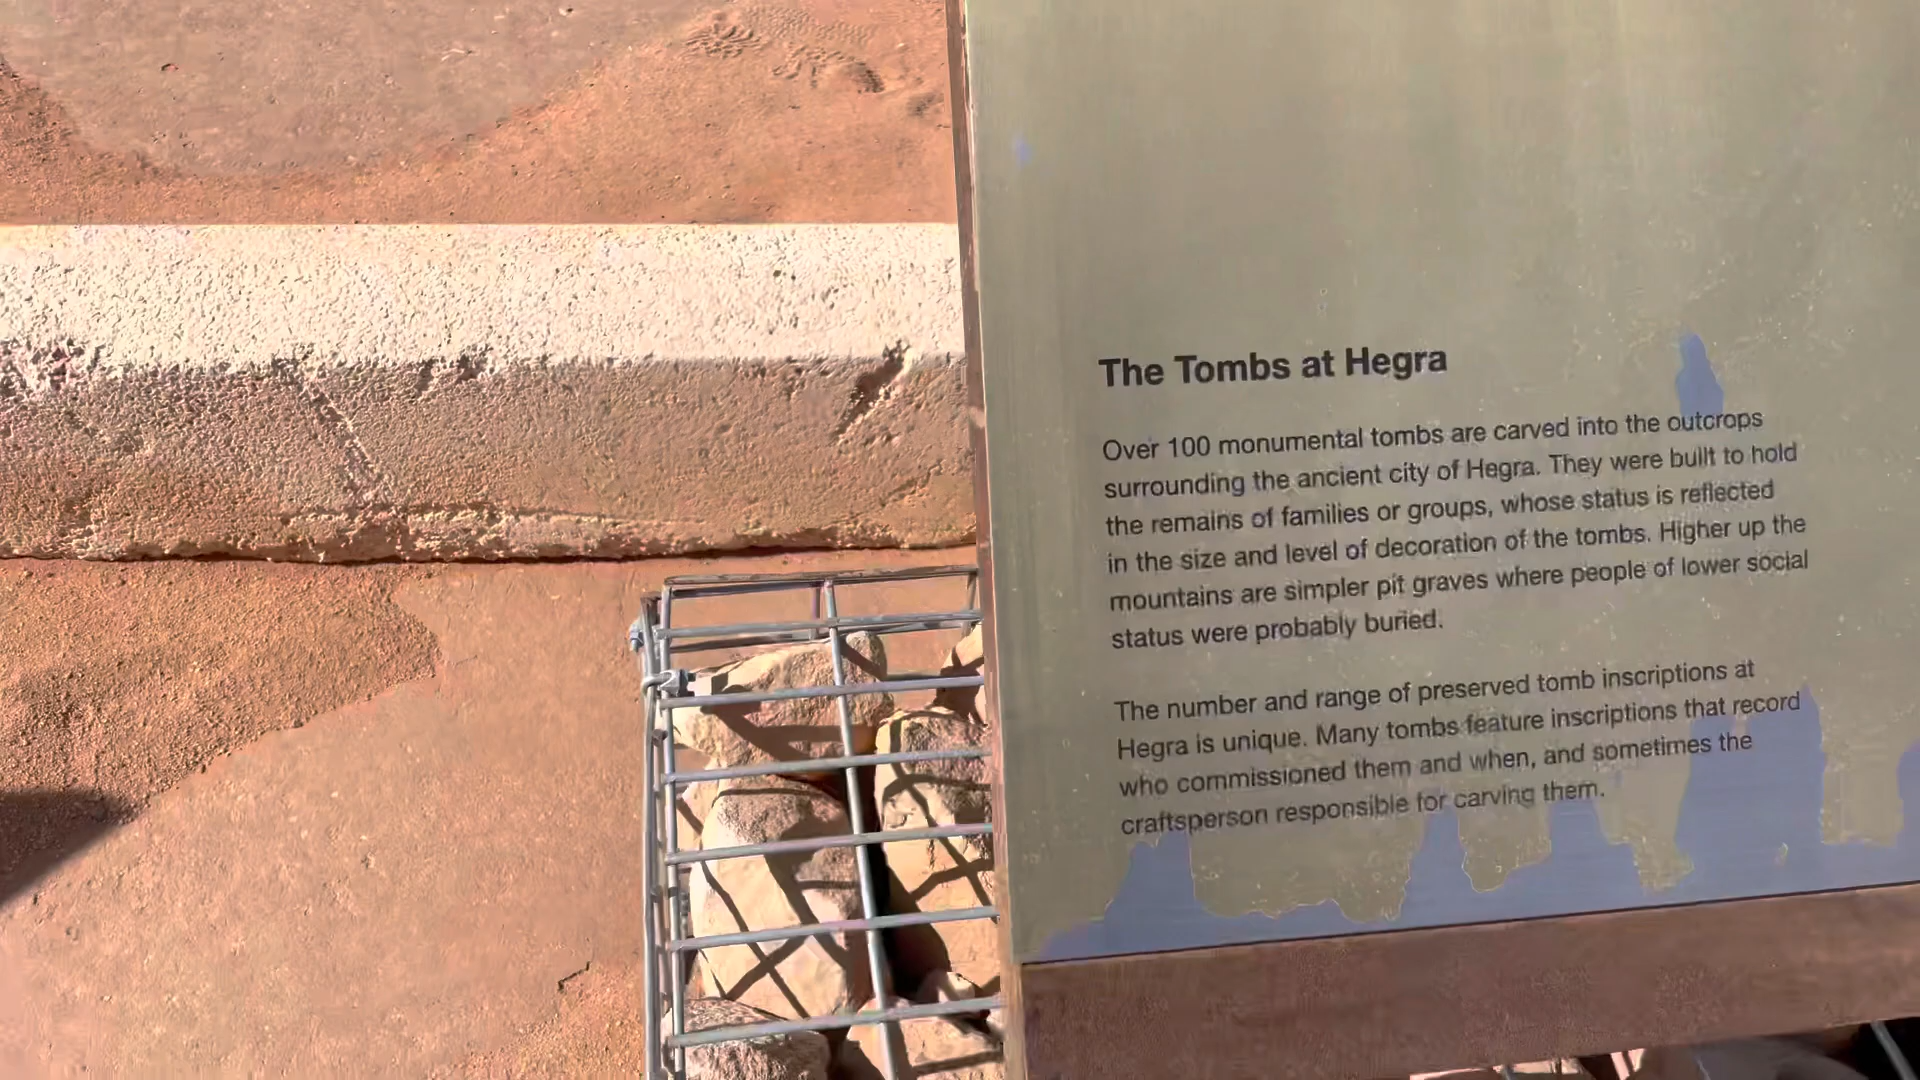 The Tombs at Hegra
Over 100 monumental tombs are carved into the outcrops
surrounding the ancient city of Hegra. They were built to hold
the remains of families or groups, whose status is reflected
in the size and level of decoration of the tombs. Higher up the
mountains are simpler pit graves where people of lower social
status were probably buried.
The number and range of preserved tomb inscriptions at
Hegra is unique. Many tombs feature inscriptions that record
who commissioned them and when, and sometimes the
craftsperson responsible for carving them.